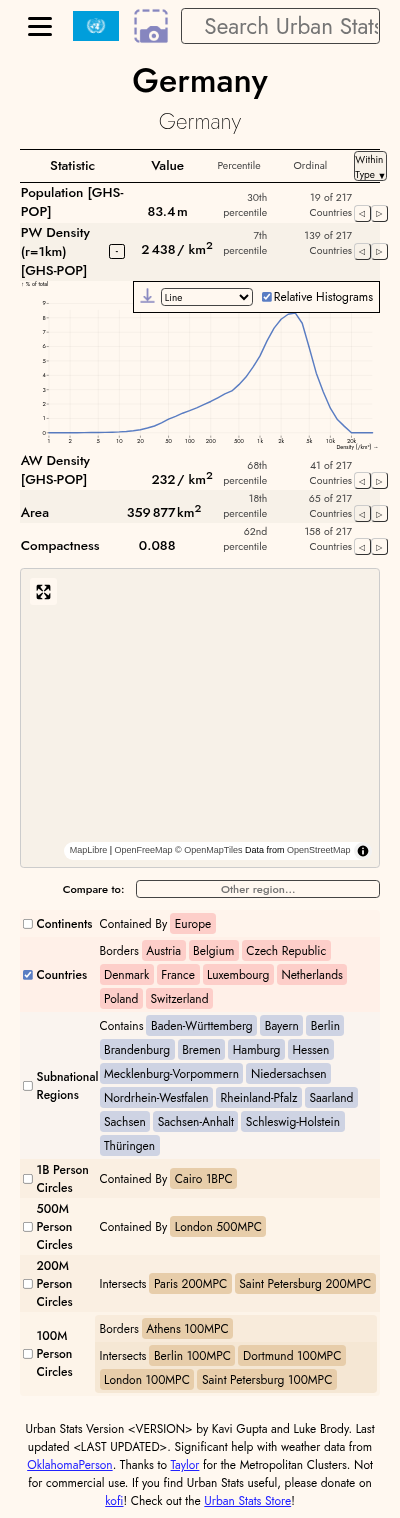 Search Urban Stats
Germany
Germany
Statistic Value Percentile Ordinal Within Type ▼
Population [GHS-POP] 83.4 m 30th percentile 19 of 217 Countries ◁ ▷
PW Density (r=1km) [GHS-POP] - 2 438 / km2 7th percentile 139 of 217 Countries ◁ ▷
↑ % of total
Line Relative Histograms
9
8
7
6
5
4
3
2
1
0
1 2 5 10 20 50 100 200 500 1k 2k 5k 10k 20k
Density (/km²) →
AW Density [GHS-POP] 232 / km2 68th percentile 41 of 217 Countries ◁ ▷
Area 359 877 km2 18th percentile 65 of 217 Countries ◁ ▷
Compactness 0.088 62nd percentile 158 of 217 Countries ◁ ▷
MapLibre | OpenFreeMap © OpenMapTiles Data from OpenStreetMap
Compare to: Other region...
Continents Contained By Europe
Countries Borders Austria Belgium Czech Republic
Denmark France Luxembourg Netherlands
Poland Switzerland
Subnational Regions Contains Baden-Württemberg Bayern Berlin
Brandenburg Bremen Hamburg Hessen
Mecklenburg-Vorpommern Niedersachsen
Nordrhein-Westfalen Rheinland-Pfalz Saarland
Sachsen Sachsen-Anhalt Schleswig-Holstein
Thüringen
1B Person Circles Contained By Cairo 1BPC
500M Person Circles Contained By London 500MPC
200M Person Circles Intersects Paris 200MPC Saint Petersburg 200MPC
100M Person Circles Borders Athens 100MPC
Intersects Berlin 100MPC Dortmund 100MPC
London 100MPC Saint Petersburg 100MPC
Urban Stats Version <VERSION> by Kavi Gupta and Luke Brody. Last
updated <LAST UPDATED>. Significant help with weather data from
OklahomaPerson. Thanks to Taylor for the Metropolitan Clusters. Not
for commercial use. If you find Urban Stats useful, please donate on
kofi! Check out the Urban Stats Store!